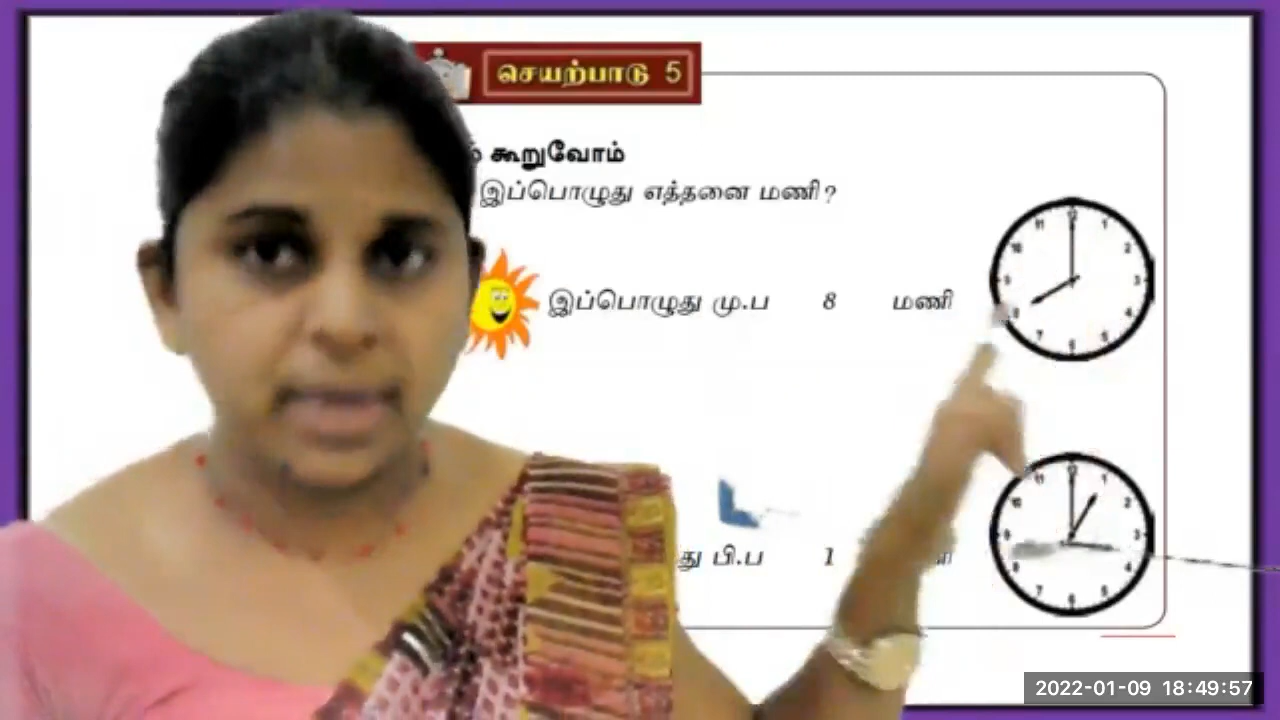 செயற்பாடு 5
கூறுவோம்
இப்பொழுது எத்தனை மணி?
இப்பொழுது மு.ப 8 மணி
பி.ப 1
2022-01-09 18:49:57